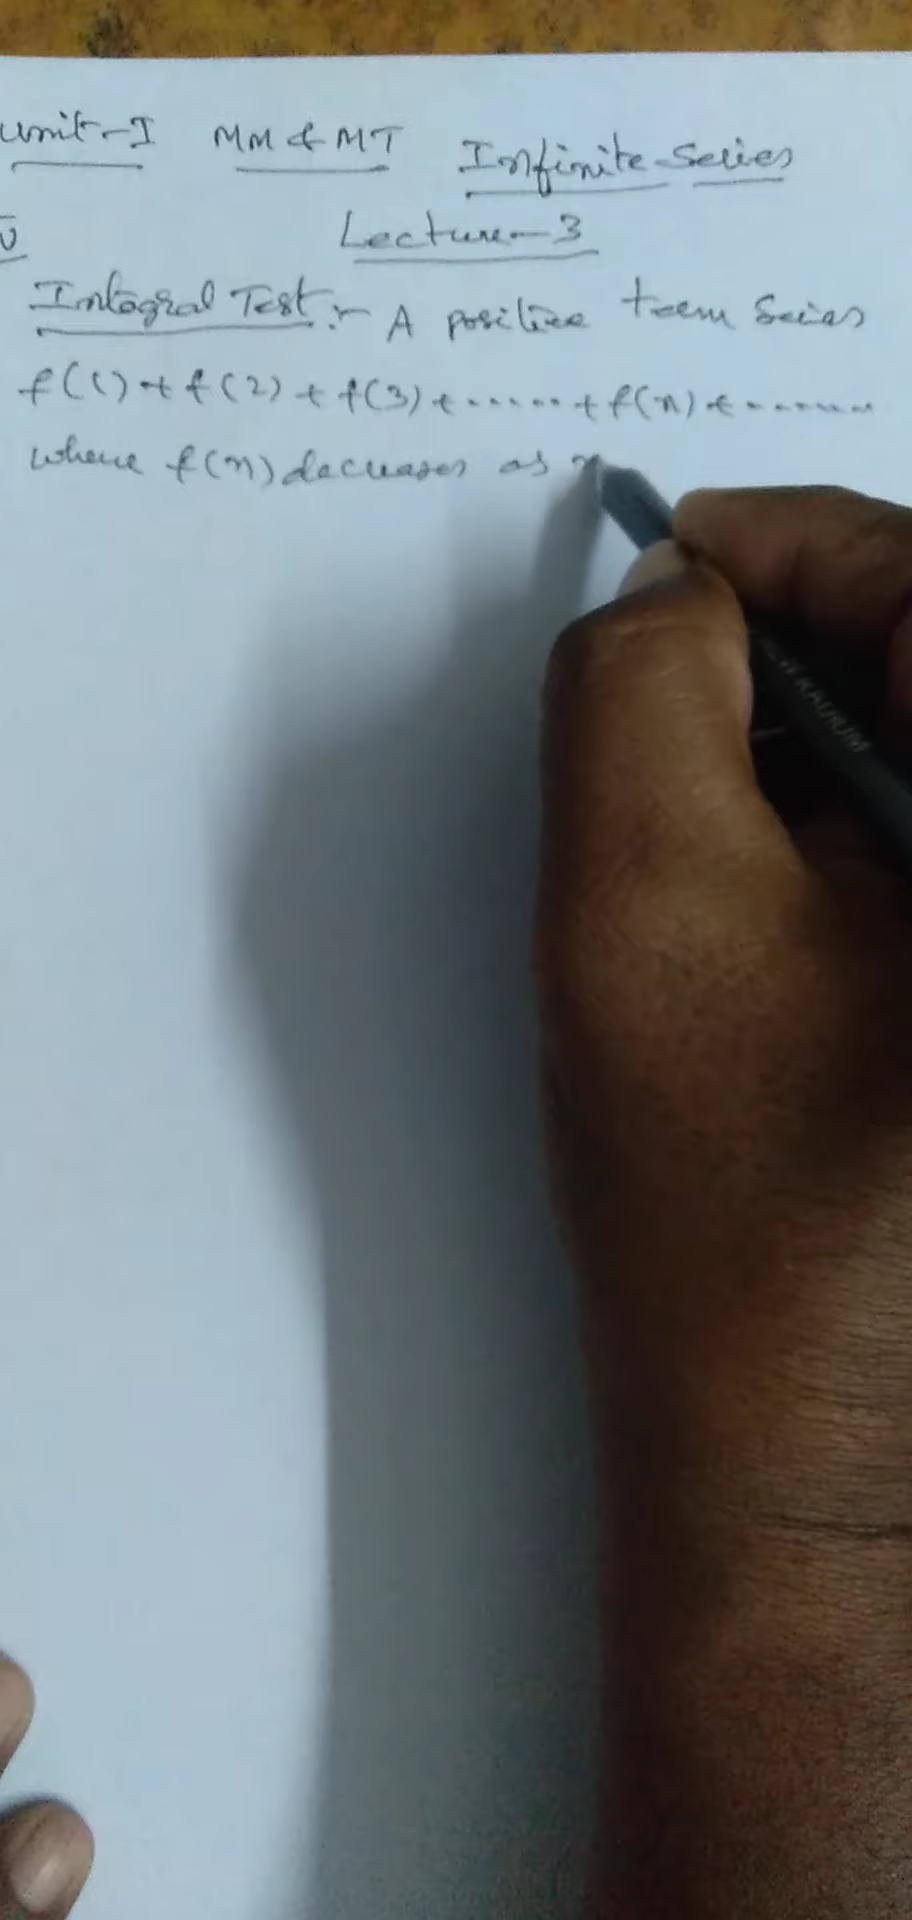 Unit-I MM & MT Infinite Series
Lecture-3
Integral Test:- A positive term Series
f(1) + f(2) + f(3) + ...... + f(n) + .......
where f(n) decreases as n